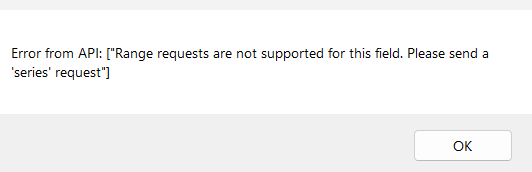 Error from API: ["Range requests are not supported for this field. Please send a
'series' request"]
OK